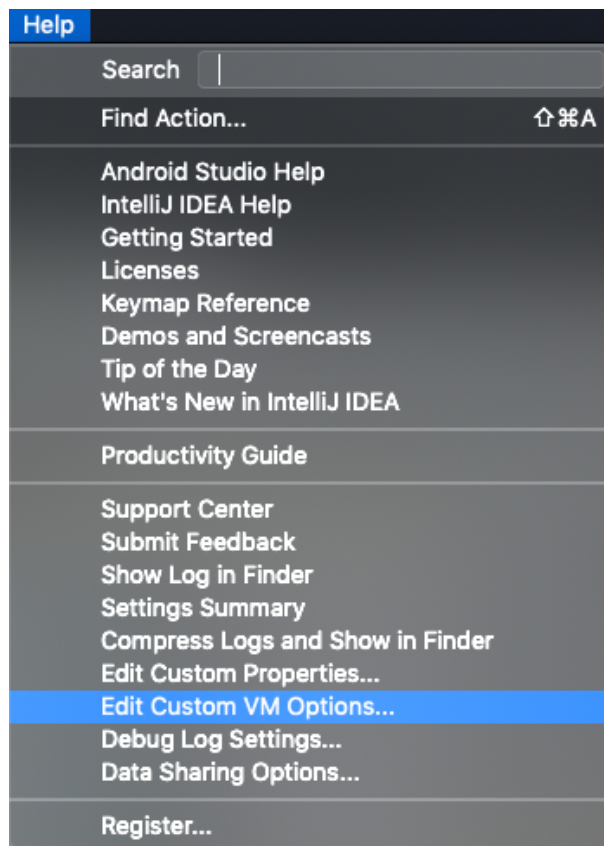 Help
Search
Find Action... ⇧⌘A
Android Studio Help
IntelliJ IDEA Help
Getting Started
Licenses
Keymap Reference
Demos and Screencasts
Tip of the Day
What's New in IntelliJ IDEA
Productivity Guide
Support Center
Submit Feedback
Show Log in Finder
Settings Summary
Compress Logs and Show in Finder
Edit Custom Properties...
Edit Custom VM Options...
Debug Log Settings...
Data Sharing Options...
Register...